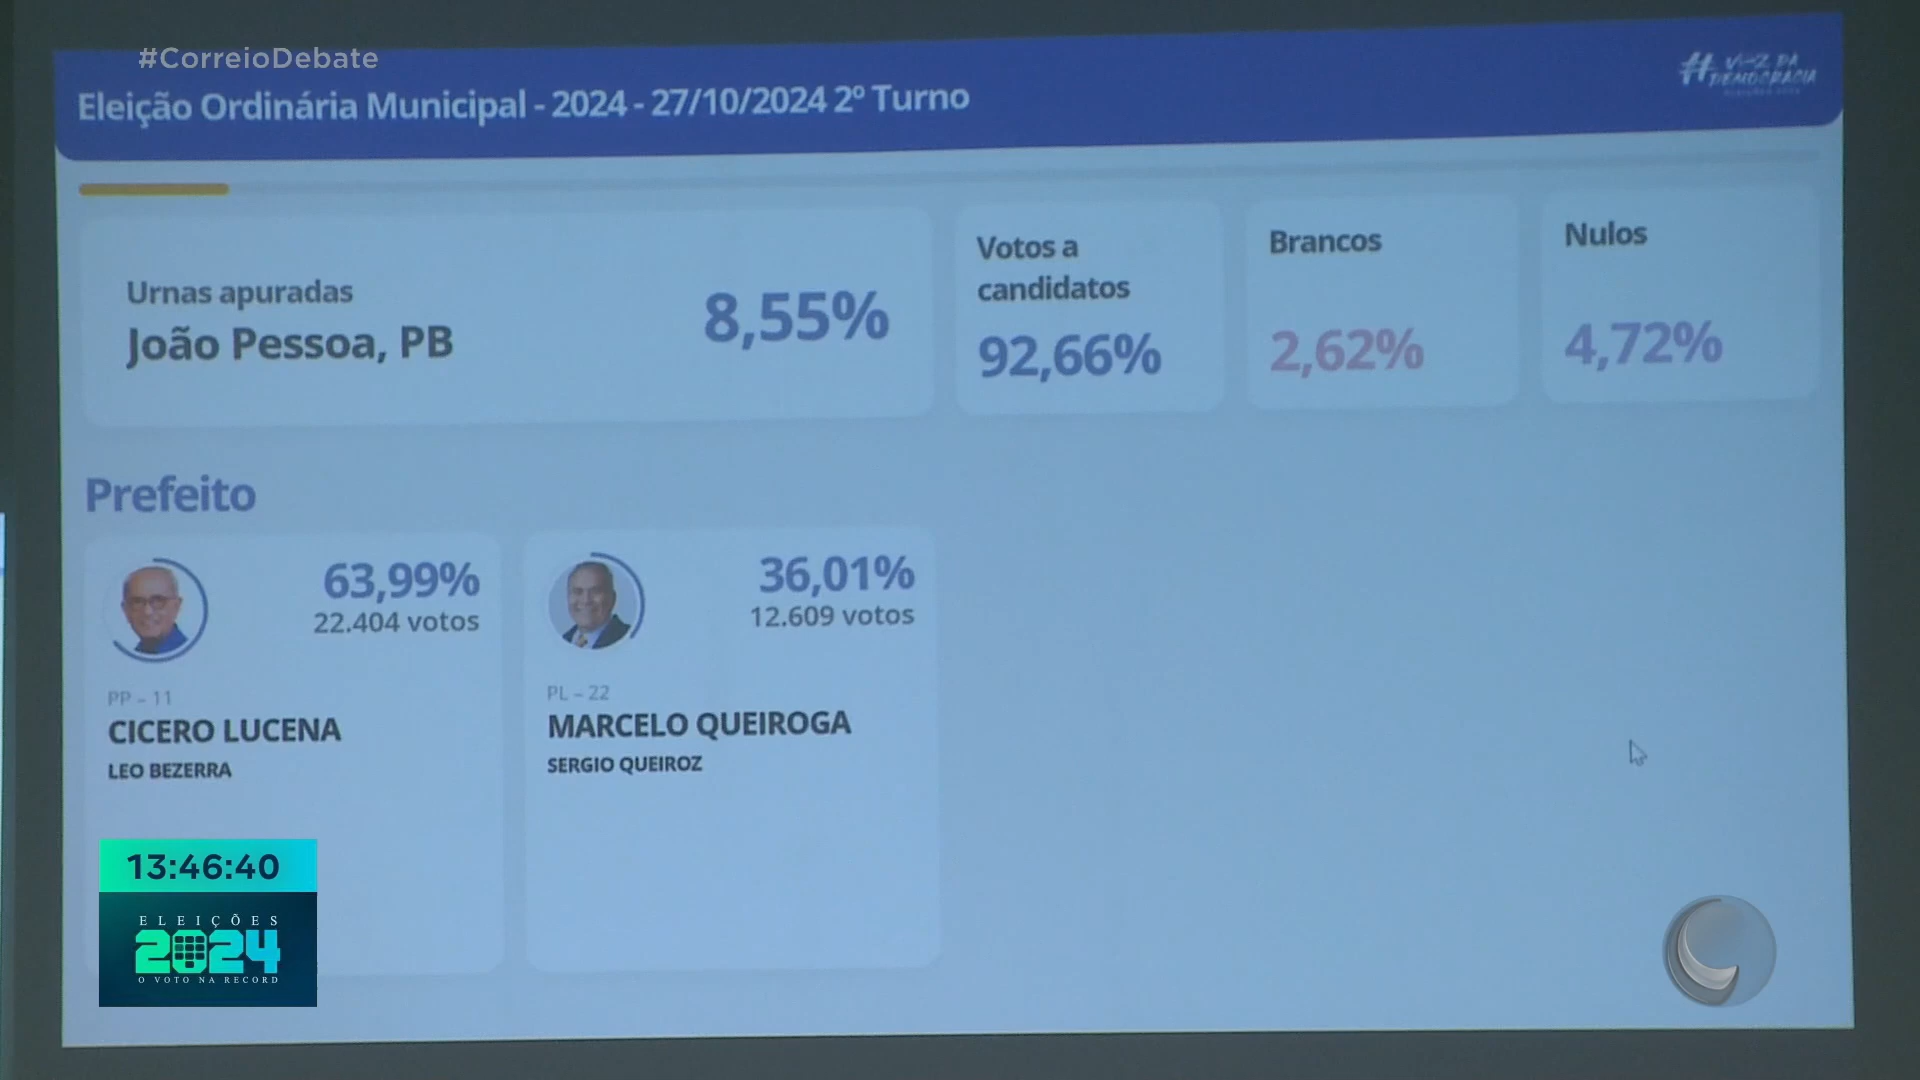 #CorreioDebate
Eleição Ordinária Municipal - 2024 - 27/10/2024 2º Turno
# VOZ DA
DEMOCRACIA
Urnas apuradas
João Pessoa, PB
8,55%
Votos a
candidatos
92,66%
Brancos
2,62%
Nulos
4,72%
Prefeito
63,99%
22.404 votos
PP – 11
CICERO LUCENA
LEO BEZERRA
36,01%
12.609 votos
PL – 22
MARCELO QUEIROGA
SERGIO QUEIROZ
13:46:40
ELEIÇÕES
2024
O VOTO NA RECORD